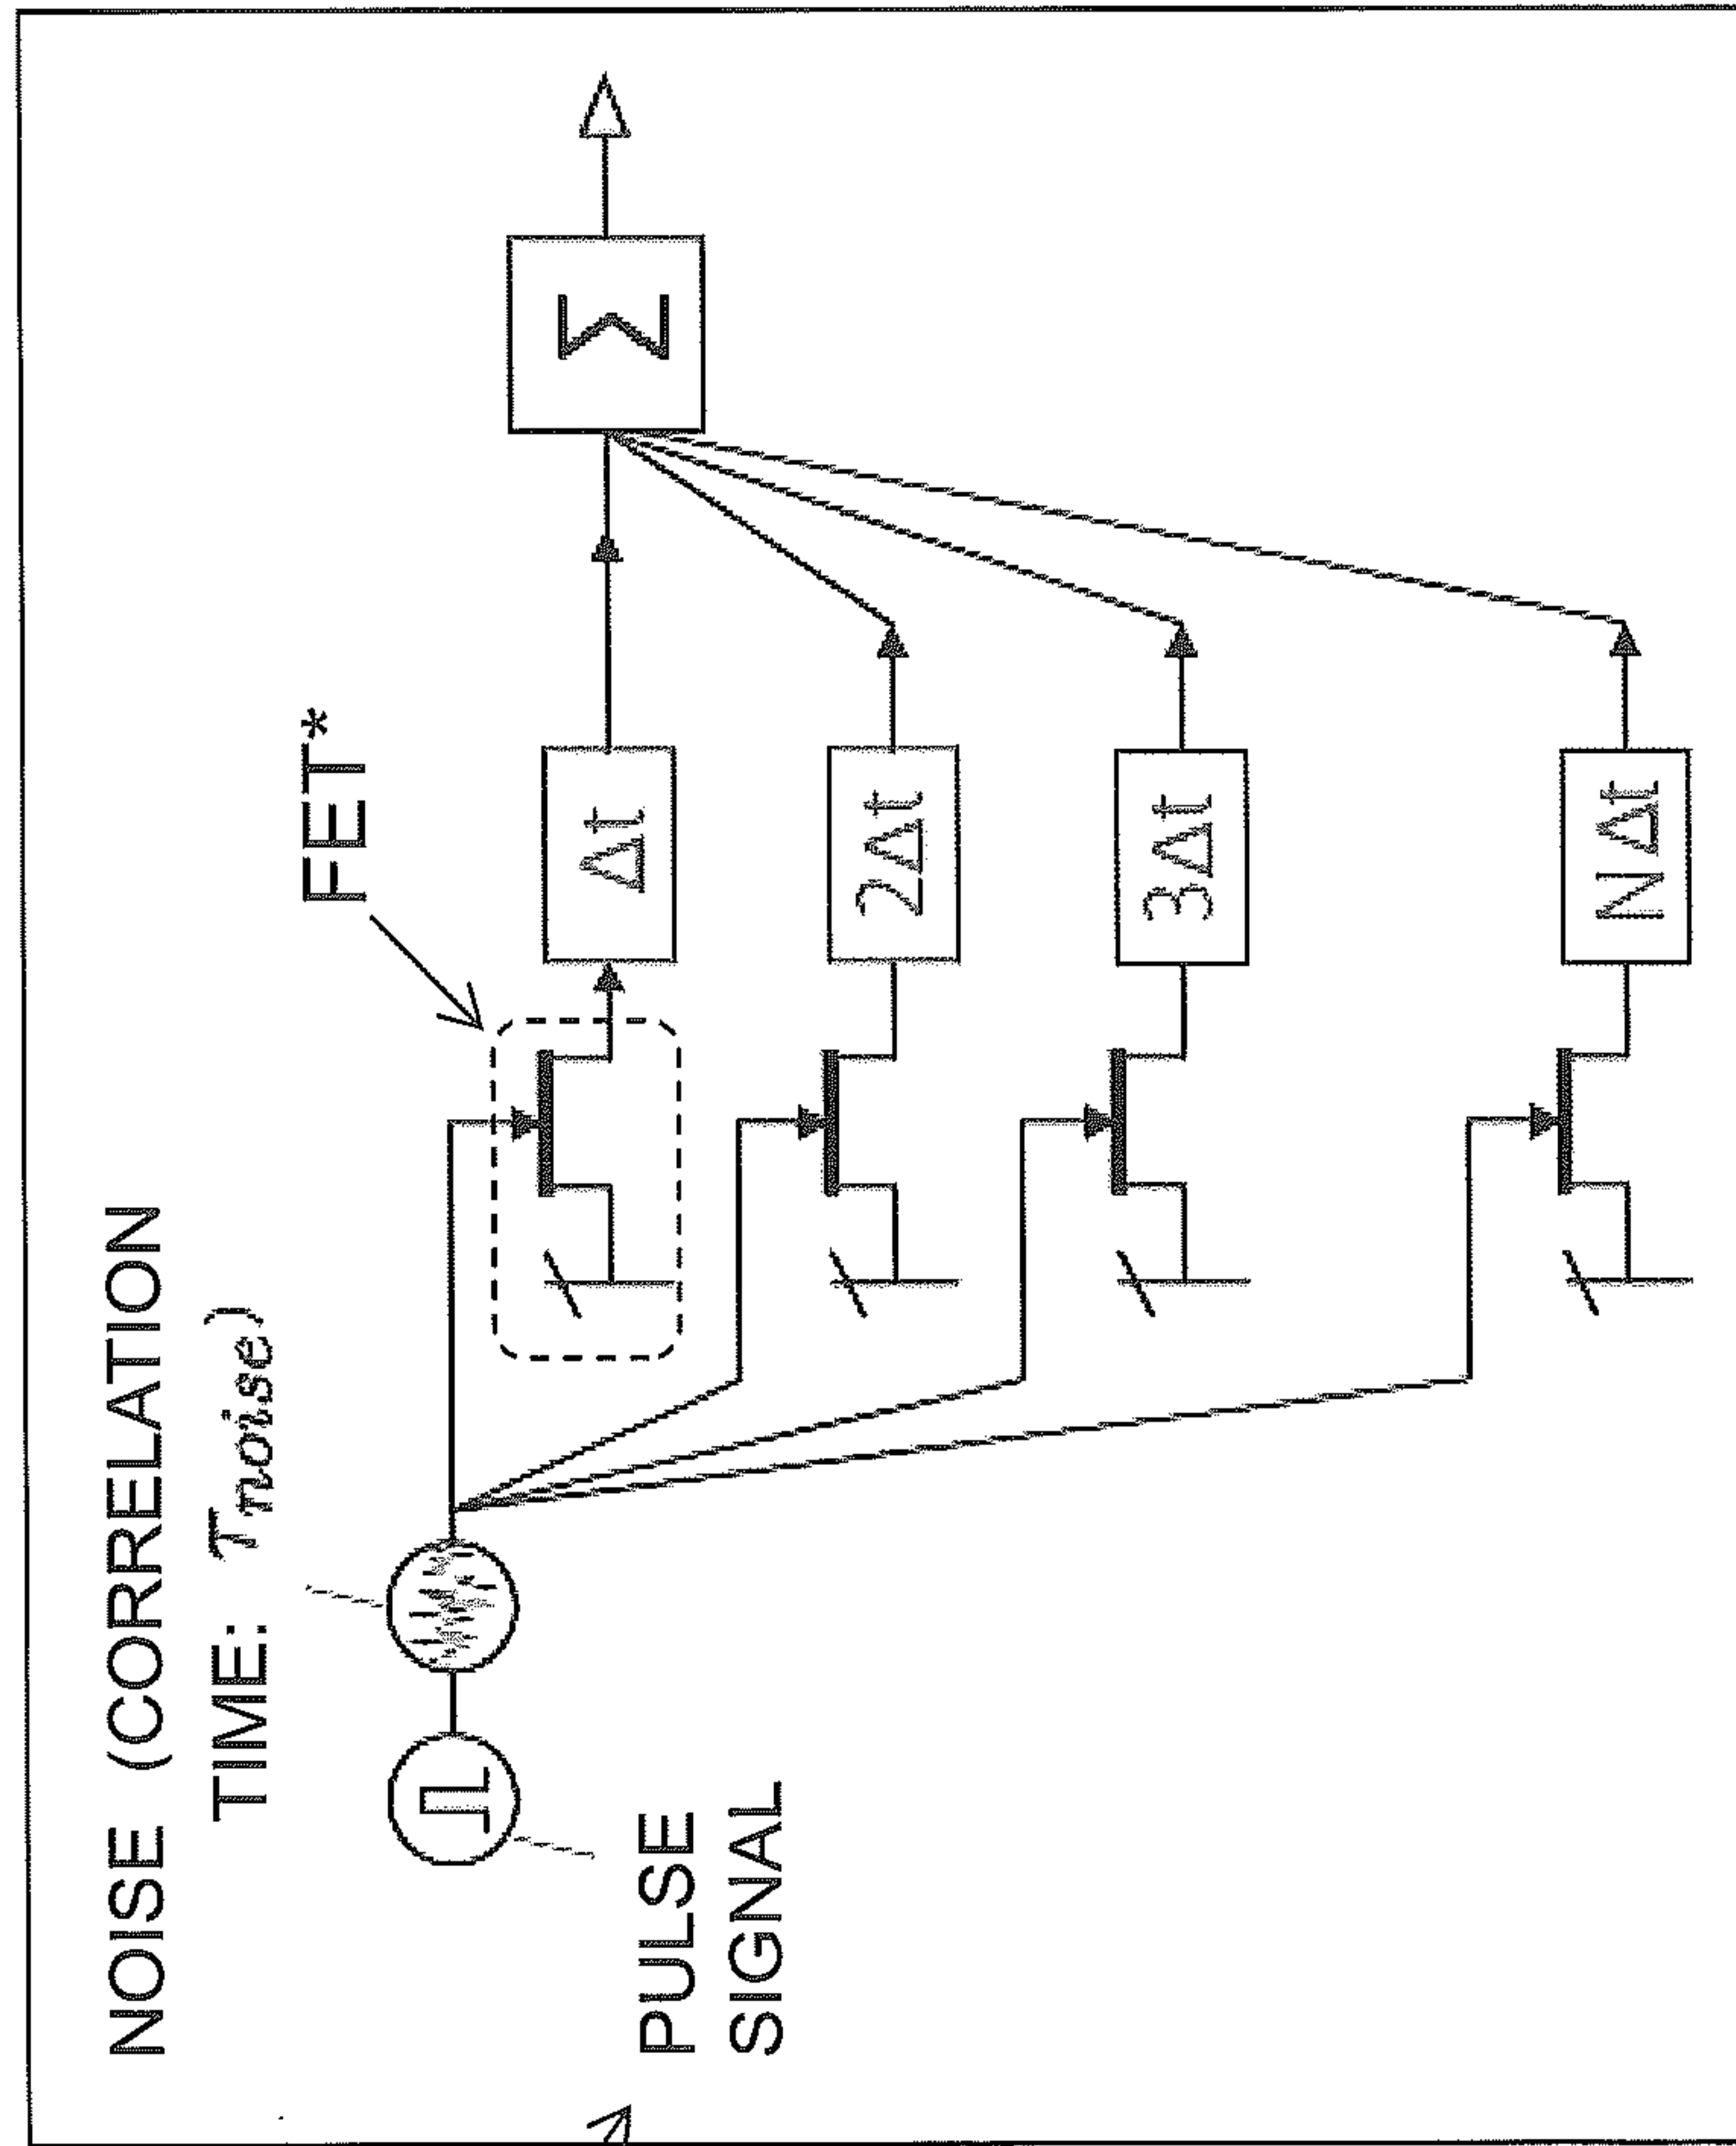 NOISE (CORRELATION
TIME: τnoise)
PULSE
SIGNAL
FET*
Δt
2Δt
3Δt
NΔt
Σ